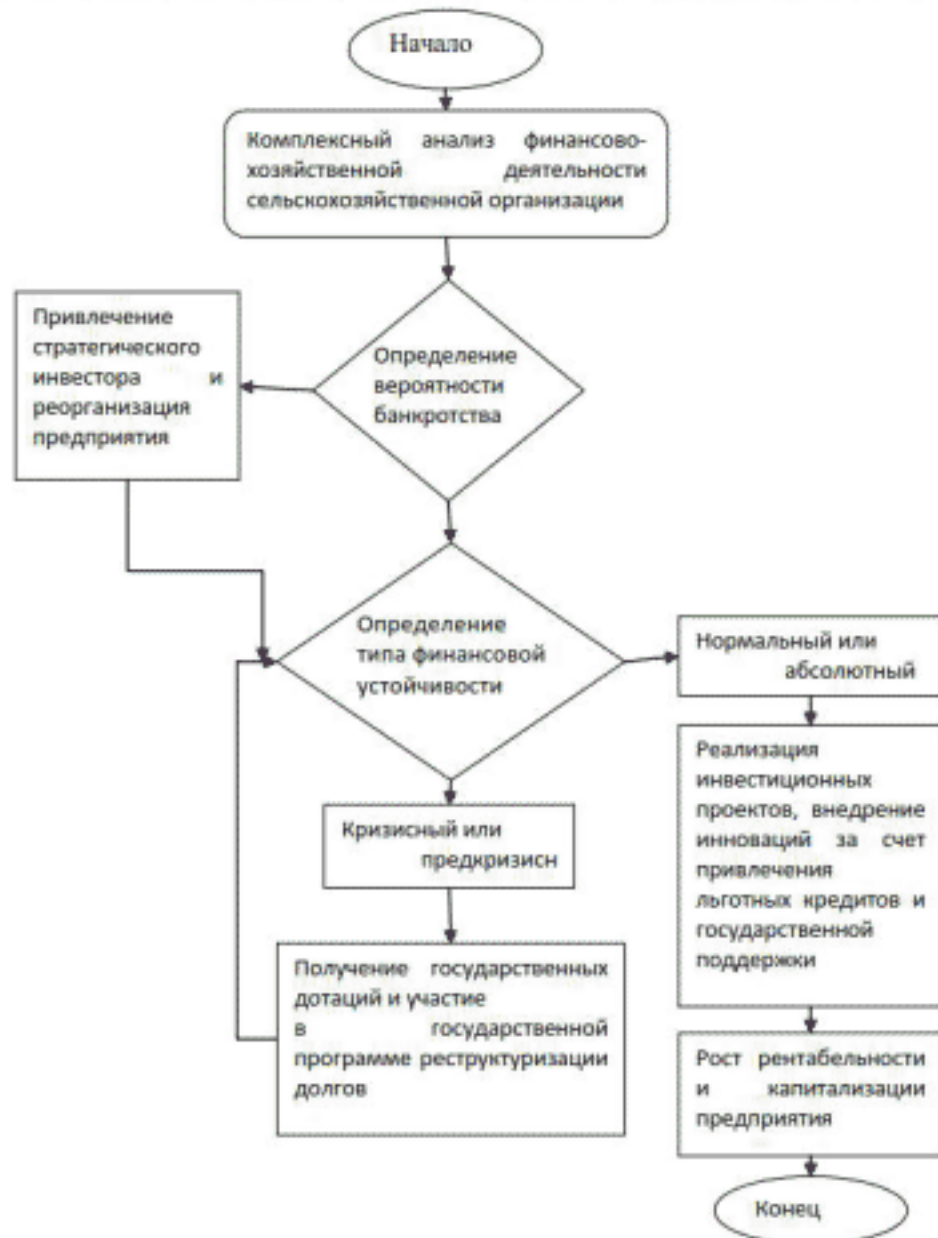 Начало
Комплексный анализ финансово-
хозяйственной деятельности
сельскохозяйственной организации
Привлечение
стратегического
инвестора и
реорганизация
предприятия
Определение
вероятности
банкротства
Определение
типа финансовой
устойчивости
Нормальный или
абсолютный
Реализация
инвестиционных
проектов, внедрение
инноваций за счет
привлечения
льготных кредитов и
государственной
поддержки
Кризисный или
предкризисн
Получение государственных
дотаций и участие
в государственной
программе реструктуризации
долгов
Рост рентабельности
и капитализации
предприятия
Конец